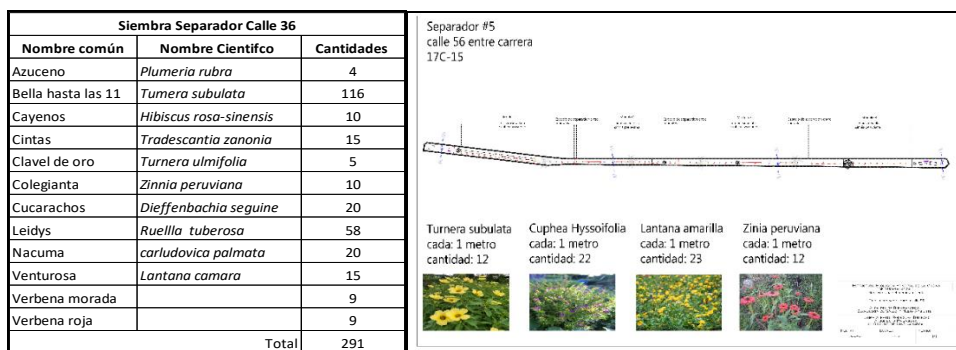 Siembra Separador Calle 36
Nombre común Nombre Cientifco Cantidades
Azuceno Plumeria rubra 4
Bella hasta las 11 Tumera subulata 116
Cayenos Hibiscus rosa-sinensis 10
Cintas Tradescantia zanonia 15
Clavel de oro Turnera ulmifolia 5
Colegianta Zinnia peruviana 10
Cucarachos Dieffenbachia seguine 20
Leidys Ruellla tuberosa 58
Nacuma carludovica palmata 20
Venturosa Lantana camara 15
Verbena morada 9
Verbena roja 9
Total 291
Separador #5
calle 56 entre carrera
17C-15
Turnera subulata
cada: 1 metro
cantidad: 12
Cuphea Hyssoifolia
cada: 1 metro
cantidad: 22
Lantana amarilla
cada: 1 metro
cantidad: 23
Zinia peruviana
cada: 1 metro
cantidad: 12